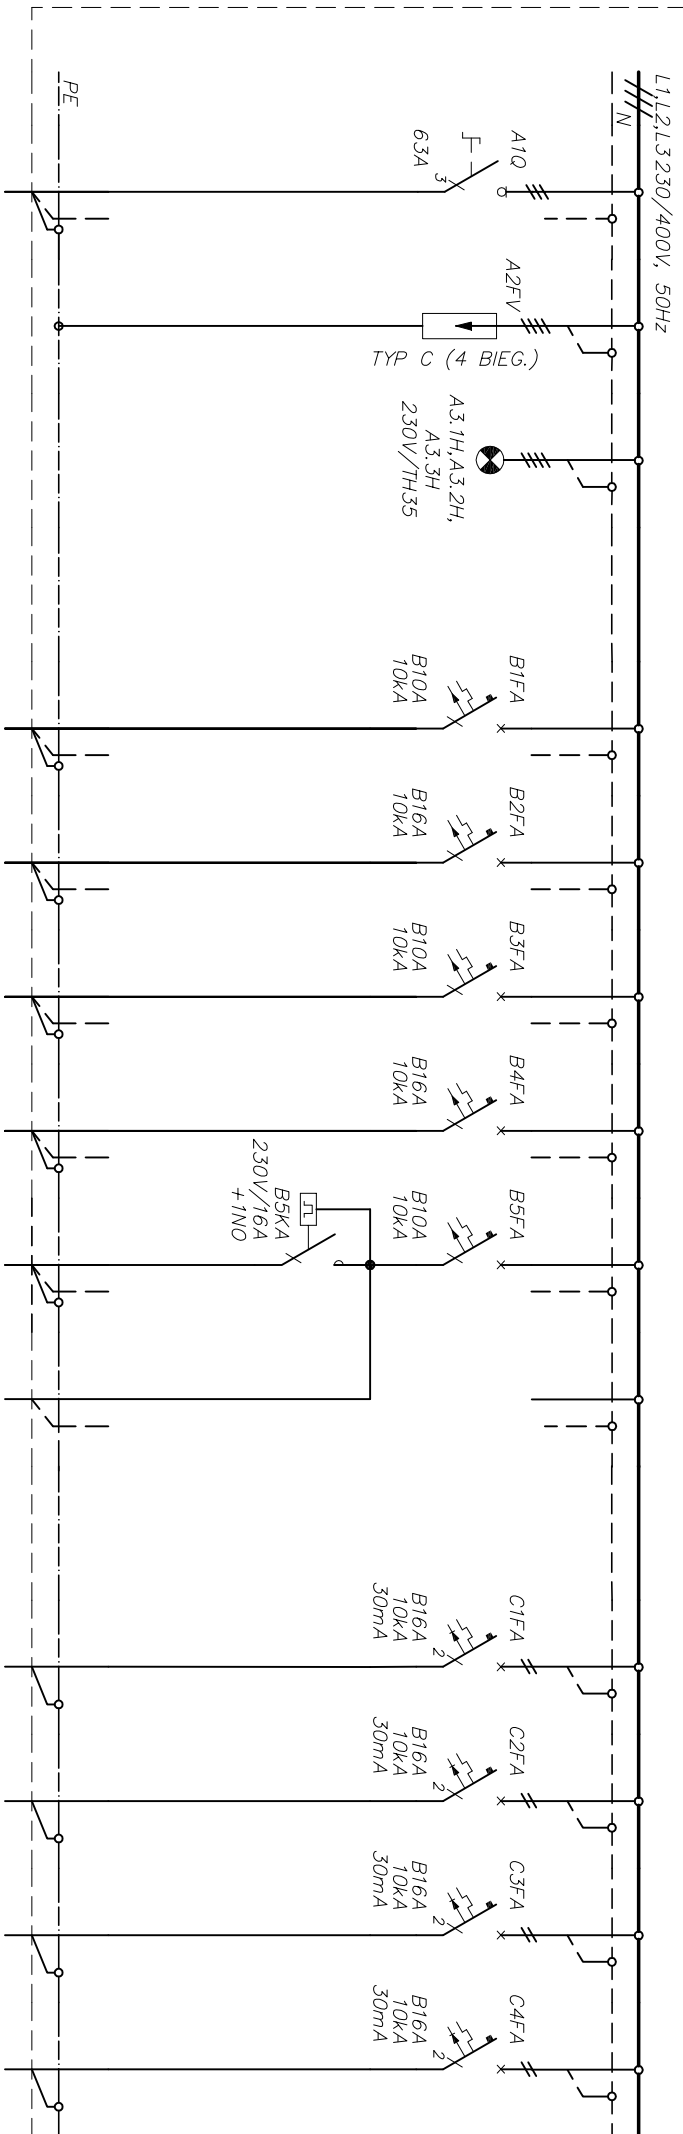 L1,L2,L3 230/400V, 50Hz
N
PE
A1Q
63A
3
A2FV
TYP C (4 BIEG.)
A3.1H,A3.2H,
A3.3H
230V/TH35
B1FA
B10A
10kA
B2FA
B16A
10kA
B3FA
B10A
10kA
B4FA
B16A
10kA
B5FA
B10A
10kA
B5KA
230V/16A
+1NO
C1FA
B16A
10kA
30mA
2
C2FA
B16A
10kA
30mA
2
C3FA
B16A
10kA
30mA
2
C4FA
B16A
10kA
30mA
2